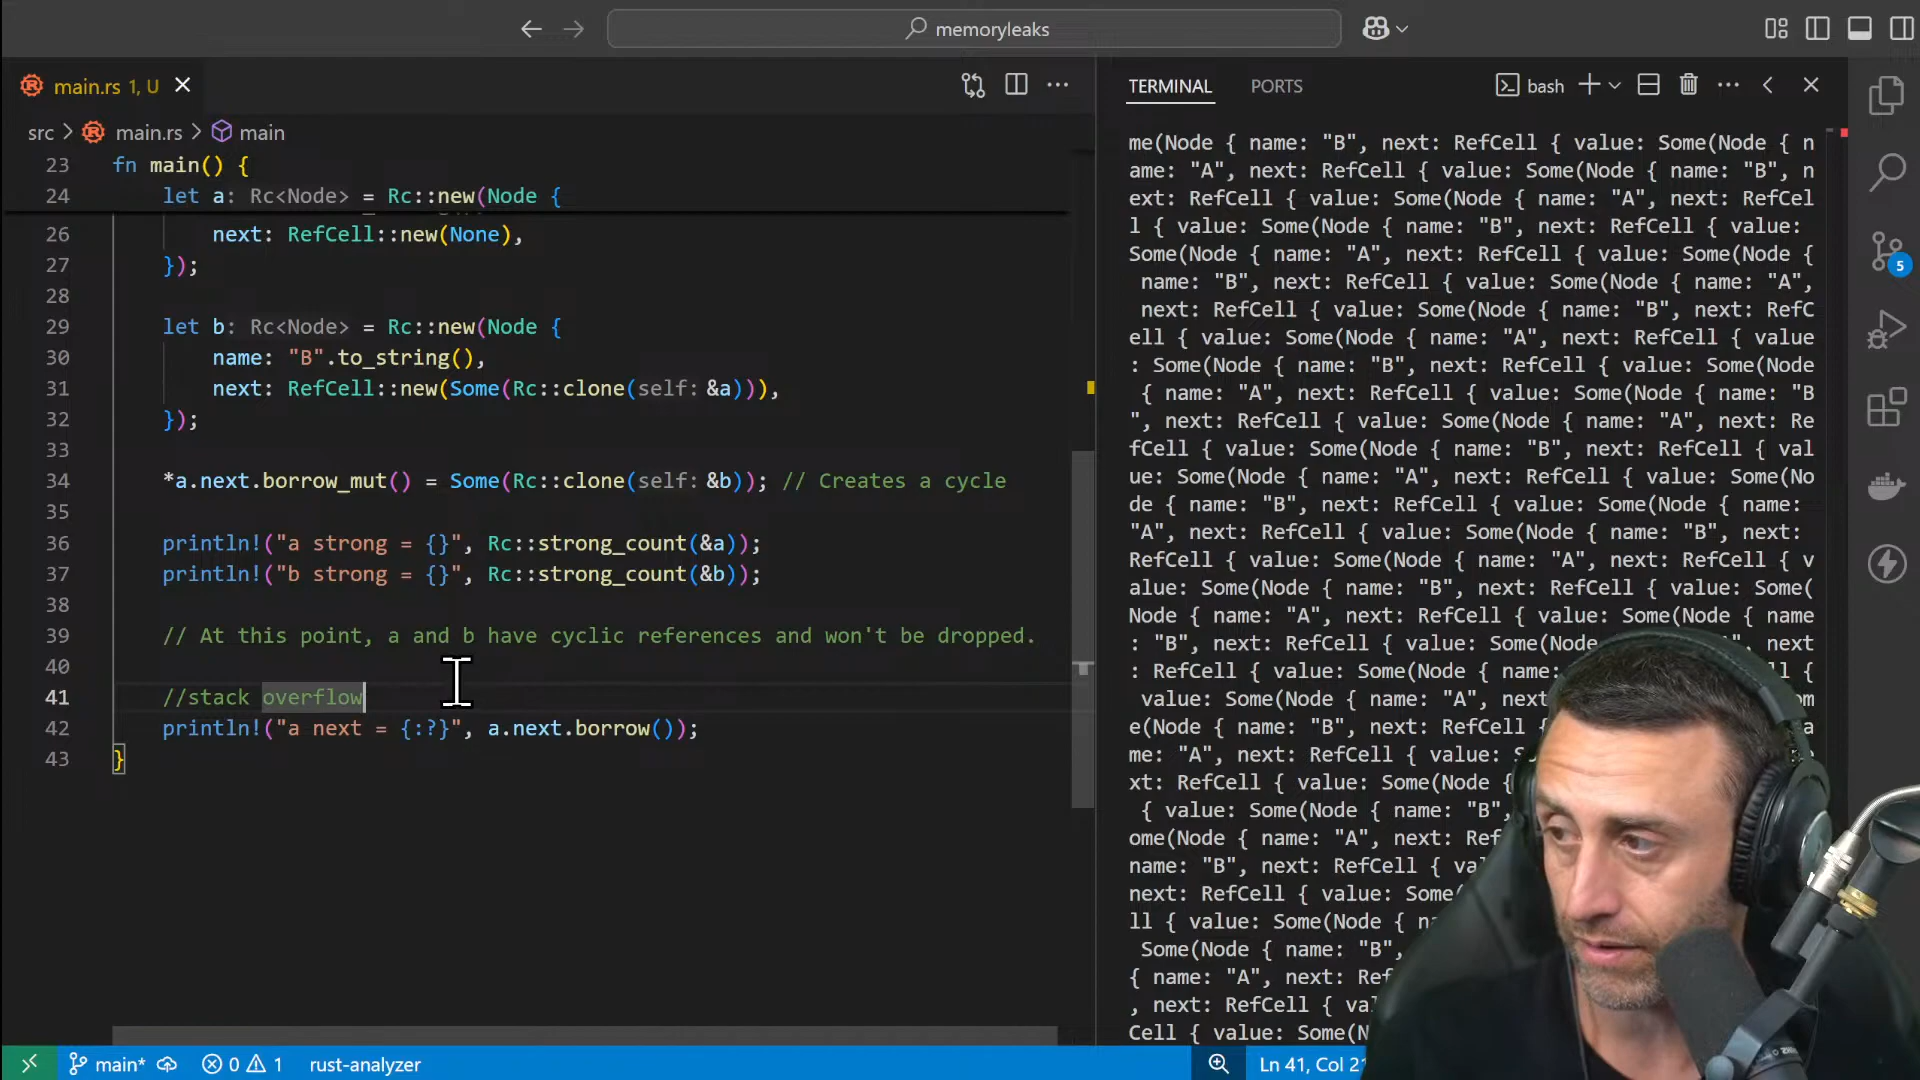 memoryleaks
main.rs 1, U
TERMINAL
PORTS
bash
src > main.rs > main
23 fn main() {
24 let a: Rc<Node> = Rc::new(Node {
26 next: RefCell::new(None),
27 });
28
29 let b: Rc<Node> = Rc::new(Node {
30 name: "B".to_string(),
31 next: RefCell::new(Some(Rc::clone(self: &a))),
32 });
33
34 *a.next.borrow_mut() = Some(Rc::clone(self: &b)); // Creates a cycle
35
36 println!("a strong = {}", Rc::strong_count(&a));
37 println!("b strong = {}", Rc::strong_count(&b));
38
39 // At this point, a and b have cyclic references and won't be dropped.
40
41 //stack overflow
42 println!("a next = {:?}", a.next.borrow());
43 }
me(Node { name: "B", next: RefCell { value: Some(Node { n
ame: "A", next: RefCell { value: Some(Node { name: "B", n
ext: RefCell { value: Some(Node { name: "A", next: RefCel
l { value: Some(Node { name: "B", next: RefCell { value:
Some(Node { name: "A", next: RefCell { value: Some(Node {
name: "B", next: RefCell { value: Some(Node { name: "A",
next: RefCell { value: Some(Node { name: "B", next: RefC
ell { value: Some(Node { name: "A", next: RefCell { value
: Some(Node { name: "B", next: RefCell { value: Some(Node
{ name: "A", next: RefCell { value: Some(Node { name: "B
", next: RefCell { value: Some(Node { name: "A", next: Re
fCell { value: Some(Node { name: "B", next: RefCell { val
ue: Some(Node { name: "A", next: RefCell { value: Some(No
de { name: "B", next: RefCell { value: Some(Node { name:
"A", next: RefCell { value: Some(Node { name: "B", next:
RefCell { value: Some(Node { name: "A", next: RefCell { v
alue: Some(Node { name: "B", next: RefCell { value: Some(
Node { name: "A", next: RefCell { value: Some(Node { name
: "B", next: RefCell { value: Some(Node { name: "A", next
: RefCell { value: Some(Node { name: ell {
value: Some(Node { name: "A", next om
e(Node { name: "B", next: RefCell { a
me: "A", next: RefCell { value: S
xt: RefCell { value: Some(Node {
{ value: Some(Node { name: "B",
ome(Node { name: "A", next: Ref
name: "B", next: RefCell { va
next: RefCell { value: Some(
ll { value: Some(Node { n
Some(Node { name: "B",
{ name: "A", next: Ref
, next: RefCell { va
Cell { value: Some(N
5
main* 0 1 rust-analyzer
Ln 41, Col 21